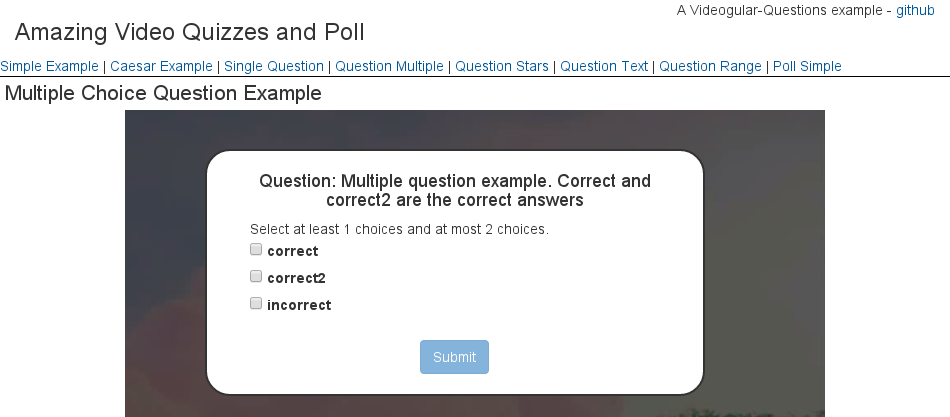 A Videogular-Questions example - github
Amazing Video Quizzes and Poll
Simple Example | Caesar Example | Single Question | Question Multiple | Question Stars | Question Text | Question Range | Poll Simple
Multiple Choice Question Example
Question: Multiple question example. Correct and
correct2 are the correct answers
Select at least 1 choices and at most 2 choices.
correct
correct2
incorrect
Submit